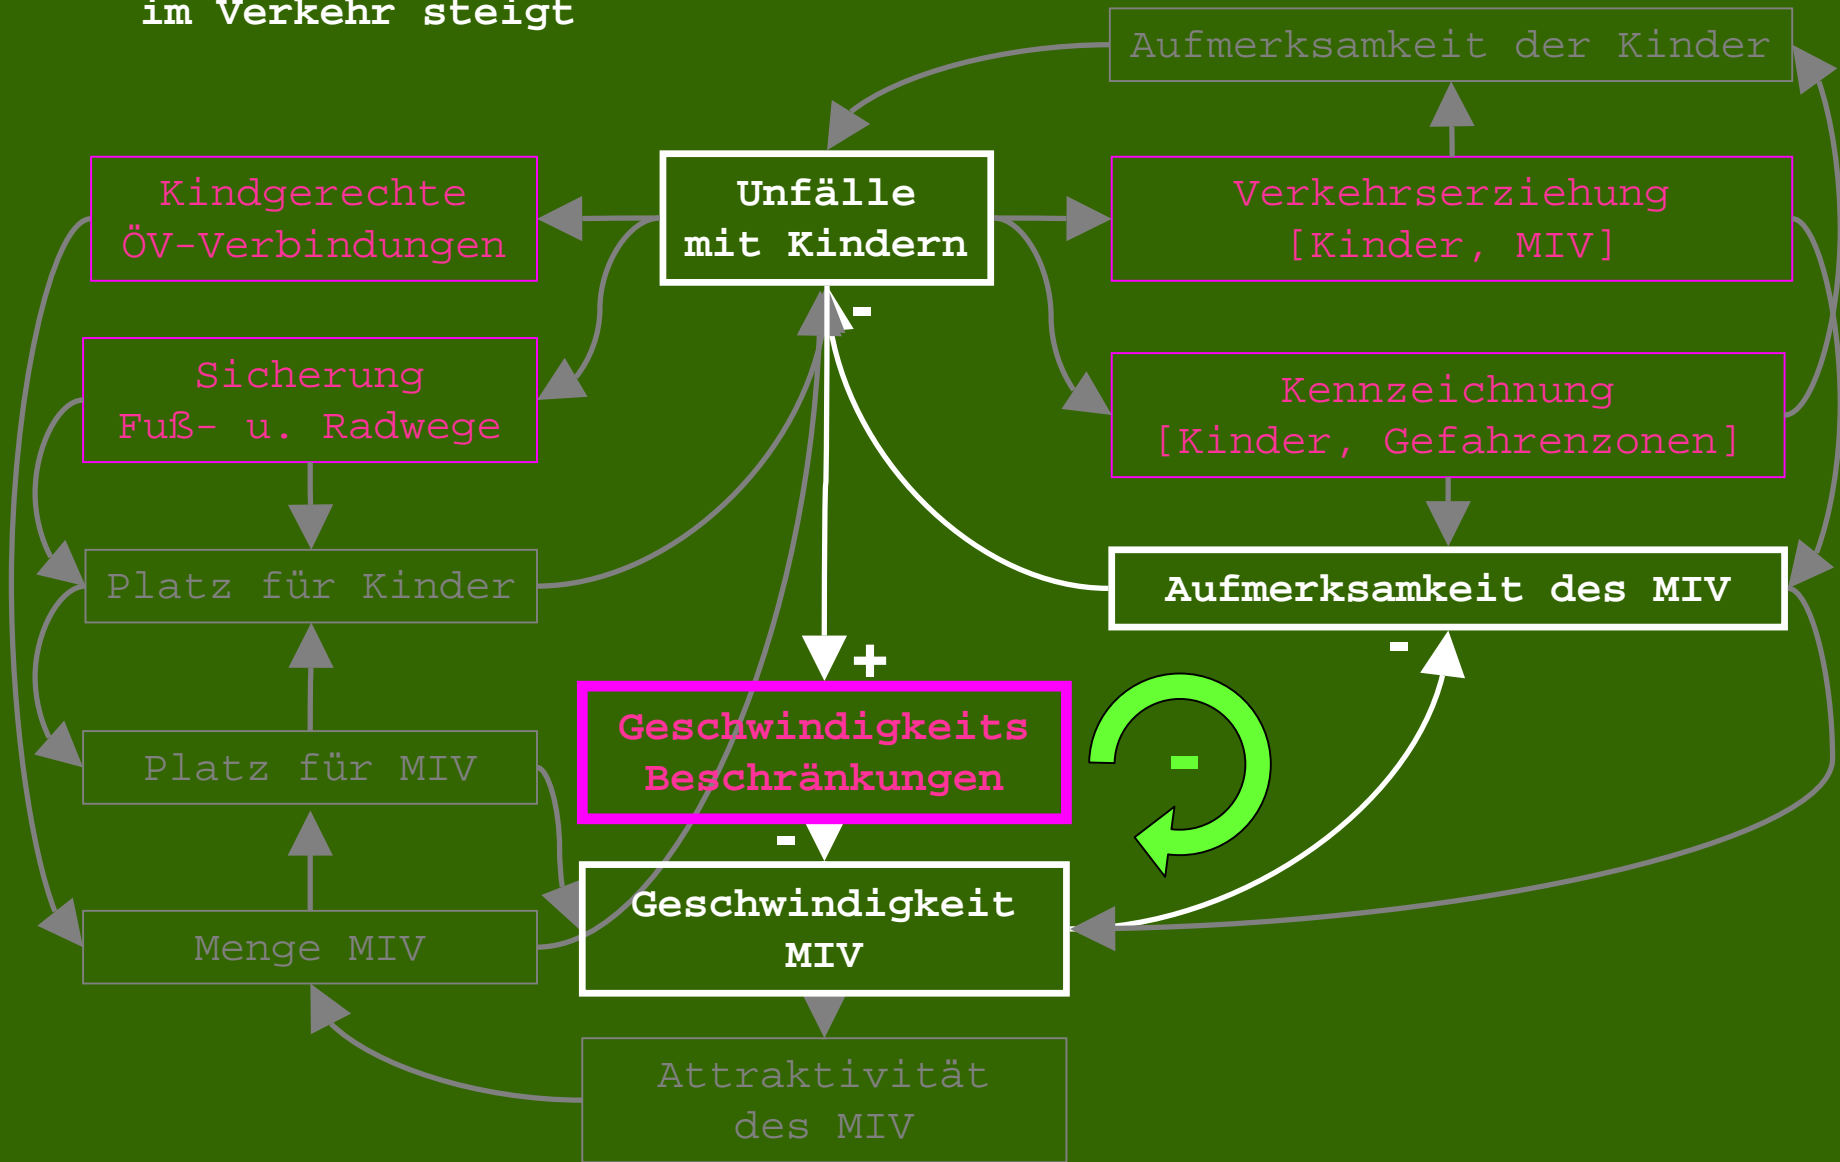 im Verkehr steigt
Aufmerksamkeit der Kinder
Kindgerechte
ÖV-Verbindungen
Unfälle
mit Kindern
Verkehrserziehung
[Kinder, MIV]
-
Sicherung
Fuß- u. Radwege
Kennzeichnung
[Kinder, Gefahrenzonen]
Platz für Kinder
Aufmerksamkeit des MIV
-
+
Geschwindigkeits
Beschränkungen
-
Platz für MIV
-
Geschwindigkeit
MIV
Menge MIV
Attraktivität
des MIV